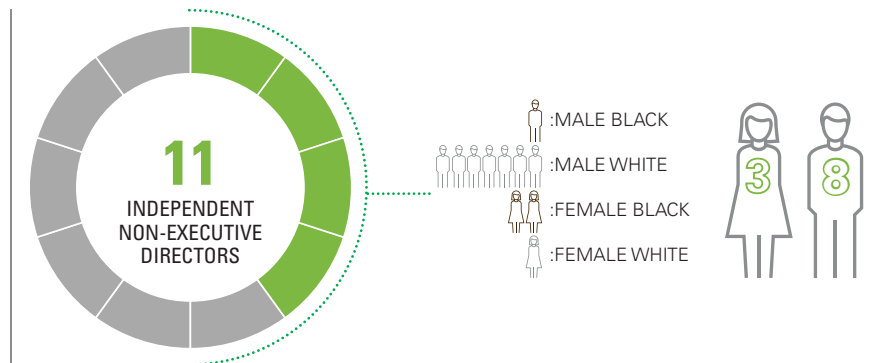 11
INDEPENDENT
NON-EXECUTIVE
DIRECTORS
:MALE BLACK
:MALE WHITE
:FEMALE BLACK
:FEMALE WHITE
3
8